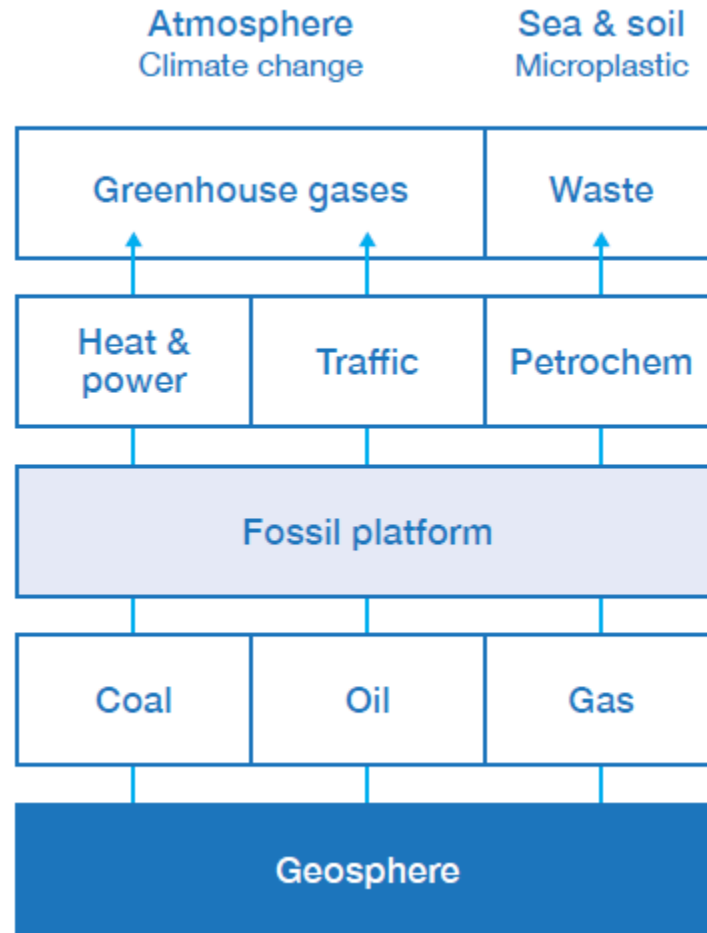 Atmosphere
Climate change
Sea & soil
Microplastic
Greenhouse gases
Waste
Heat &
power
Traffic
Petrochem
Fossil platform
Coal
Oil
Gas
Geosphere